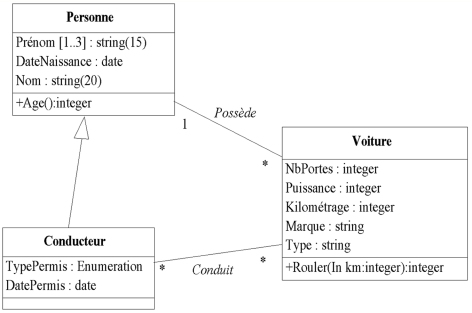 Personne
Prénom [1..3] : string(15)
DateNaissance : date
Nom : string(20)
+Age():integer
1
Possède
*
Voiture
NbPortes : integer
Puissance : integer
Kilométrage : integer
Marque : string
Type : string
+Rouler(In km:integer):integer
Conducteur
TypePermis : Enumeration
DatePermis : date
*
Conduit
*